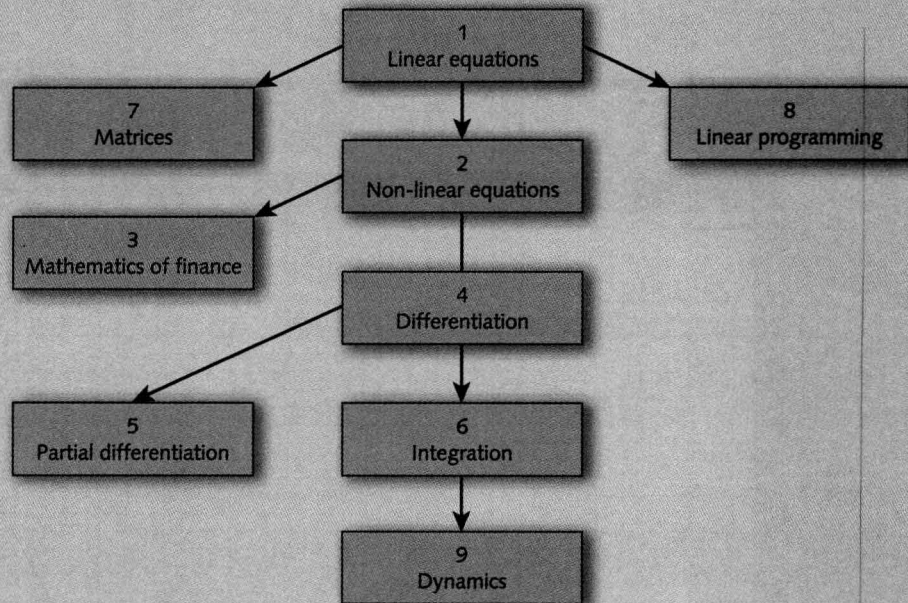 1
Linear equations
7
Matrices
8
Linear programming
2
Non-linear equations
3
Mathematics of finance
4
Differentiation
5
Partial differentiation
6
Integration
9
Dynamics